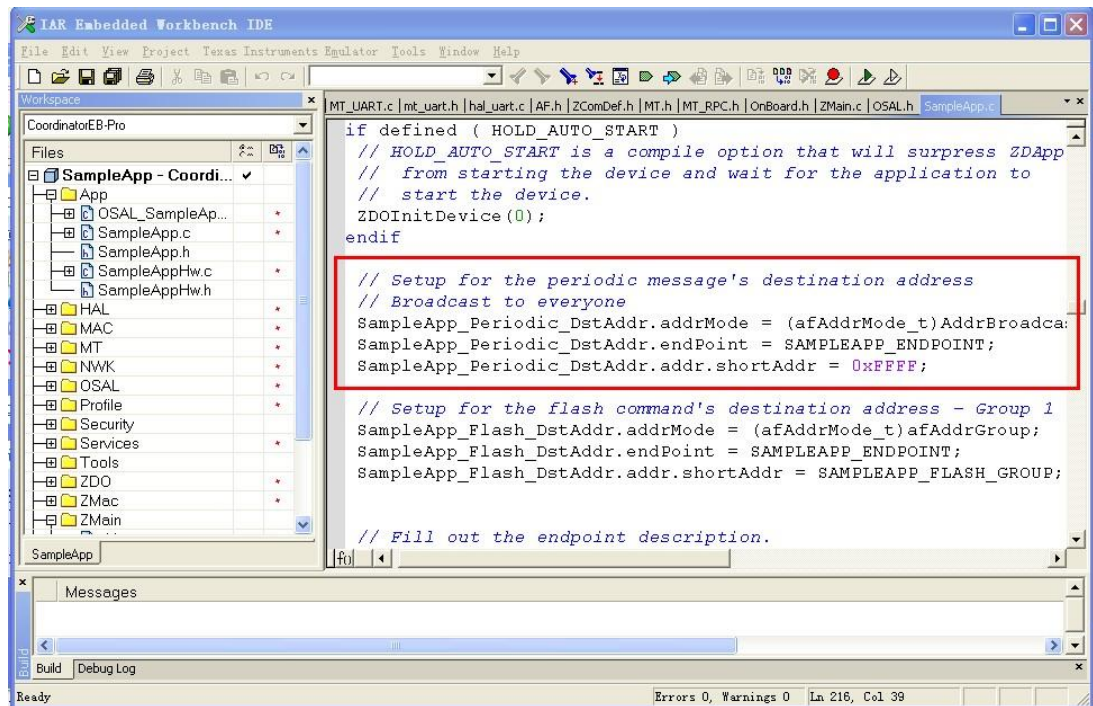 IAR Embedded Workbench IDE
File Edit View Project Texas Instruments Emulator Tools Window Help
Workspace
MT_UART.c | mt_uart.h | hal_uart.c | AF.h | ZComDef.h | MT.h | MT_RPC.h | OnBoard.h | ZMain.c | OSAL.h SampleApp.c
CoordinatorEB-Pro
Files
SampleApp - Coordi...
App
OSAL_SampleAp...
SampleApp.c
SampleApp.h
SampleAppHw.c
SampleAppHw.h
HAL
MAC
MT
NWK
OSAL
Profile
Security
Services
Tools
ZDO
ZMac
ZMain
SampleApp
if defined ( HOLD_AUTO_START )
// HOLD_AUTO_START is a compile option that will surpress ZDApp
// from starting the device and wait for the application to
// start the device.
ZDOInitDevice(0);
endif
// Setup for the periodic message's destination address
// Broadcast to everyone
SampleApp_Periodic_DstAddr.addrMode = (afAddrMode_t)AddrBroadca
SampleApp_Periodic_DstAddr.endPoint = SAMPLEAPP_ENDPOINT;
SampleApp_Periodic_DstAddr.addr.shortAddr = 0xFFFF;
// Setup for the flash command's destination address - Group 1
SampleApp_Flash_DstAddr.addrMode = (afAddrMode_t)afAddrGroup;
SampleApp_Flash_DstAddr.endPoint = SAMPLEAPP_ENDPOINT;
SampleApp_Flash_DstAddr.addr.shortAddr = SAMPLEAPP_FLASH_GROUP;
// Fill out the endpoint description.
f()
Messages
Build
Build Debug Log
Ready Errors 0, Warnings 0 Ln 216, Col 39